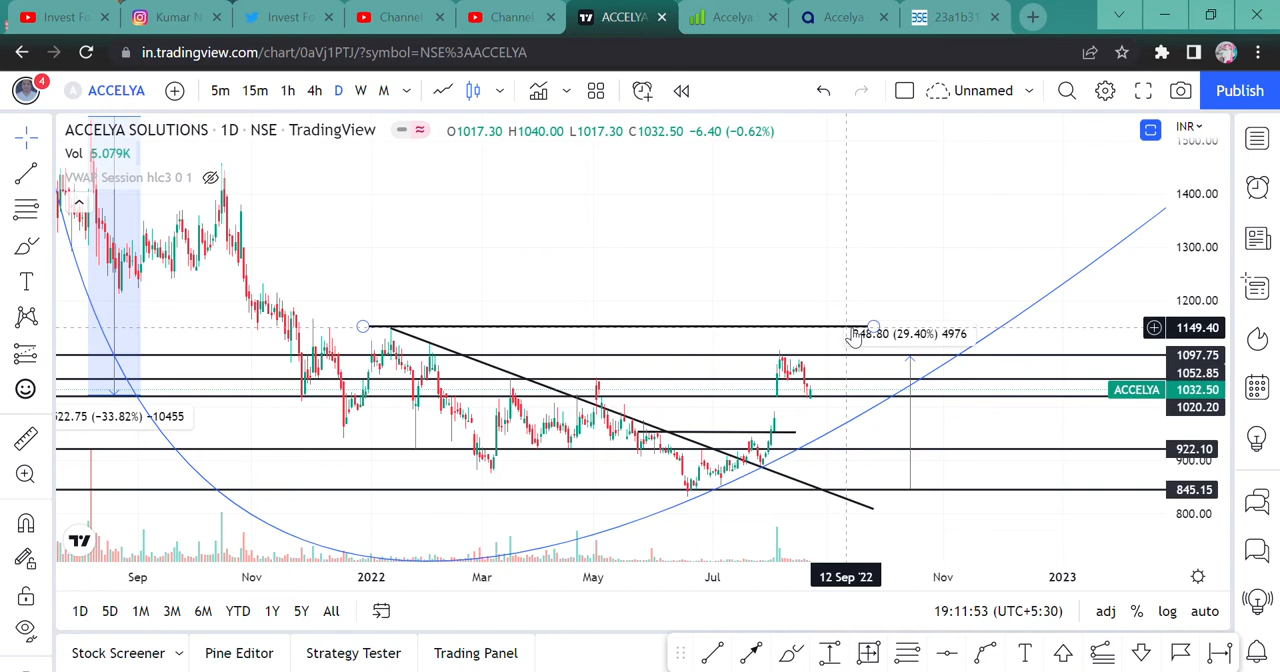 Invest Fo
Kumar N
Invest Fo
Channel
Channel
ACCELYA
Accelya
Accelya
23a1b31
in.tradingview.com/chart/0aVj1PTJ/?symbol=NSE%3AACCELYA
4
A ACCELYA 5m 15m 1h 4h D W M Unnamed Publish
ACCELYA SOLUTIONS · 1D · NSE · TradingView
O1017.30 H1040.00 L1017.30 C1032.50 −6.40 (−0.62%)
INR
Vol 5.079K
VWAP Session hlc3 0 1
1500.00
1400.00
1300.00
1200.00
1149.40
48.80 (29.40%) 4976
1097.75
1052.85
ACCELYA 1032.50
1020.20
522.75 (−33.82%) −10455
922.10
900.00
845.15
800.00
Sep Nov 2022 Mar May Jul 12 Sep '22 Nov 2023
1D 5D 1M 3M 6M YTD 1Y 5Y All
19:11:53 (UTC+5:30) adj % log auto
Stock Screener Pine Editor Strategy Tester Trading Panel